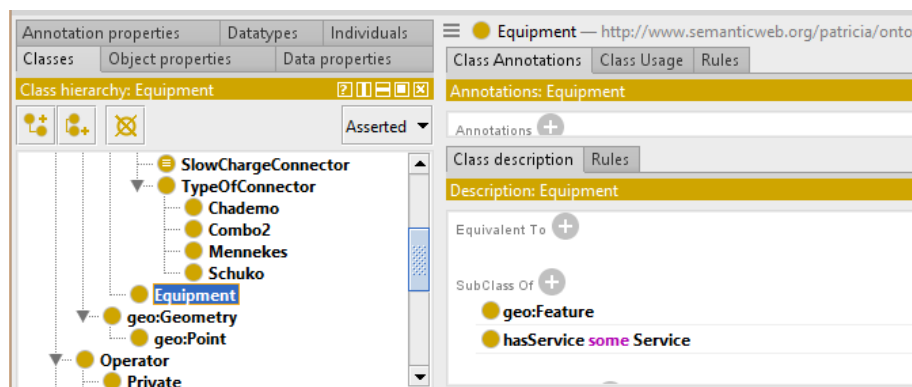 Annotation properties Datatypes Individuals
Classes Object properties Data properties
Class hierarchy: Equipment
Asserted
SlowChargeConnector
TypeOfConnector
Chademo
Combo2
Mennekes
Schuko
Equipment
geo:Geometry
geo:Point
Operator
Private
Equipment — http://www.semanticweb.org/patricia/onto
Class Annotations Class Usage Rules
Annotations: Equipment
Annotations
Class description Rules
Description: Equipment
Equivalent To
SubClass Of
geo:Feature
hasService some Service